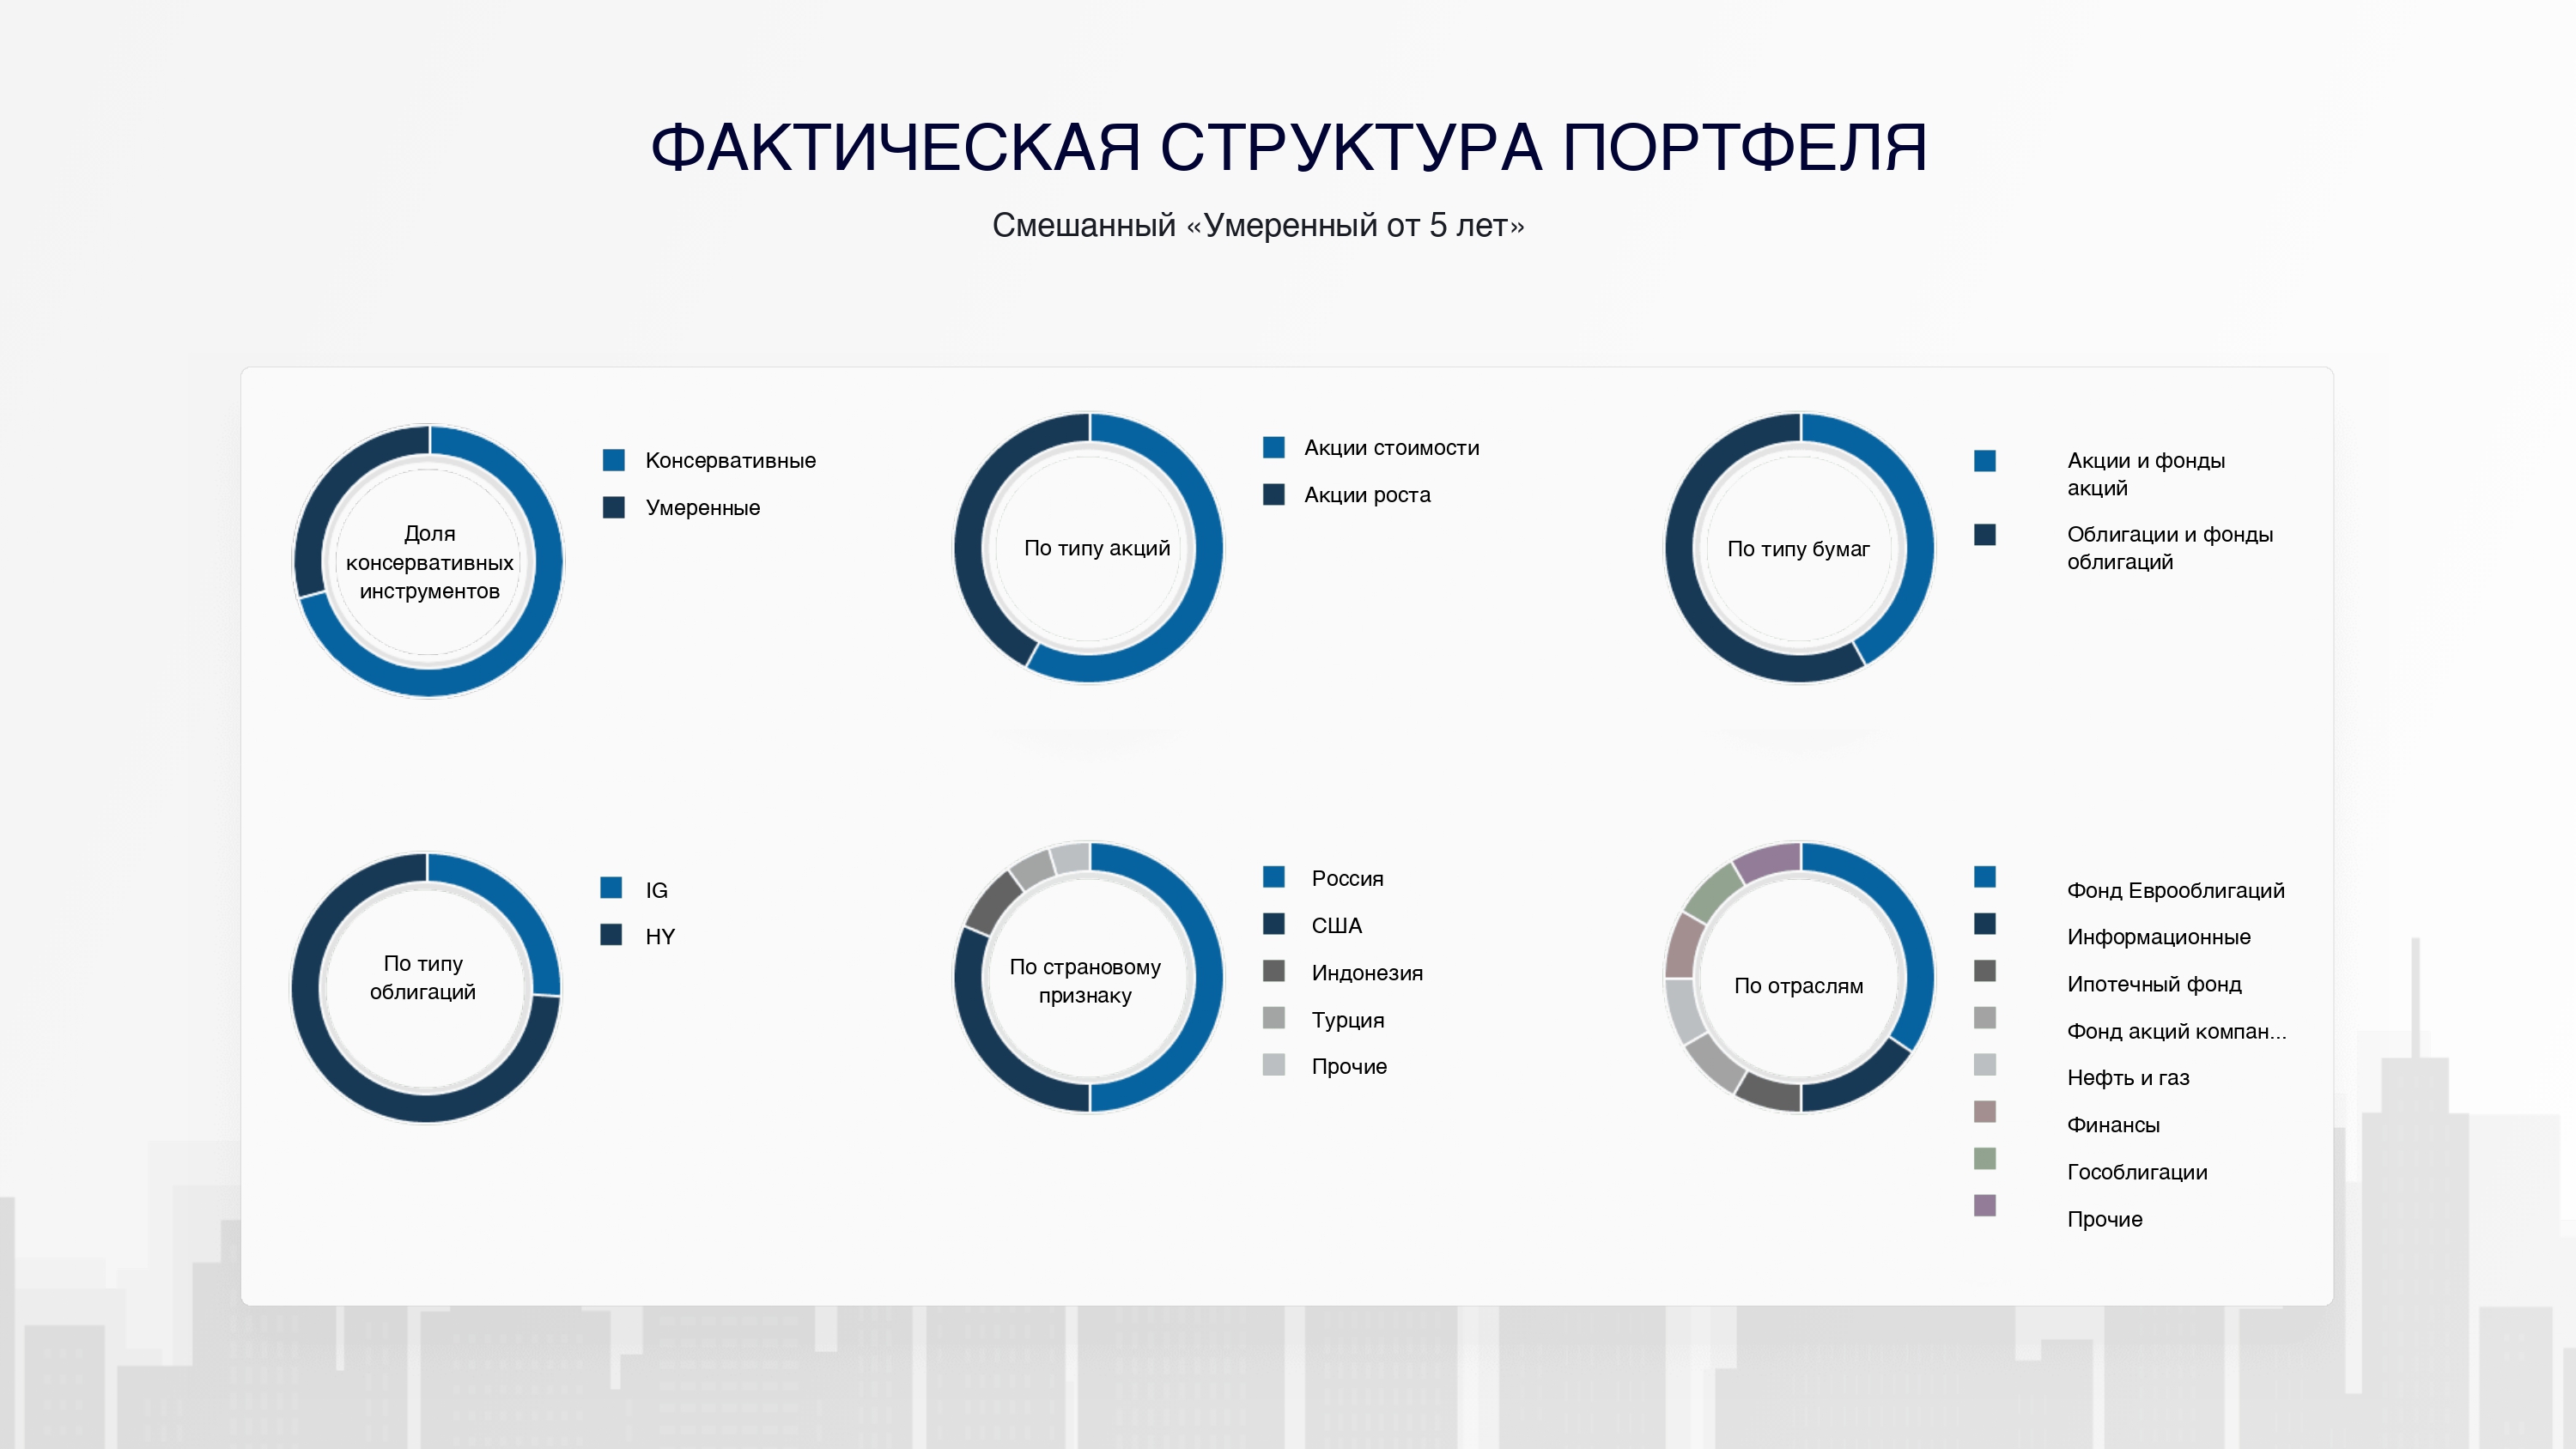 ФАКТИЧЕСКАЯ СТРУКТУРА ПОРТФЕЛЯ
Смешанный «Умеренный от 5 лет»
Доля
консервативных
инструментов
Консервативные
Умеренные
По типу акций
Акции стоимости
Акции роста
По типу бумаг
Акции и фонды
акций
Облигации и фонды
облигаций
По типу
облигаций
IG
HY
По страновому
признаку
Россия
США
Индонезия
Турция
Прочие
По отраслям
Фонд Еврооблигаций
Информационные
Ипотечный фонд
Фонд акций компан...
Нефть и газ
Финансы
Гособлигации
Прочие